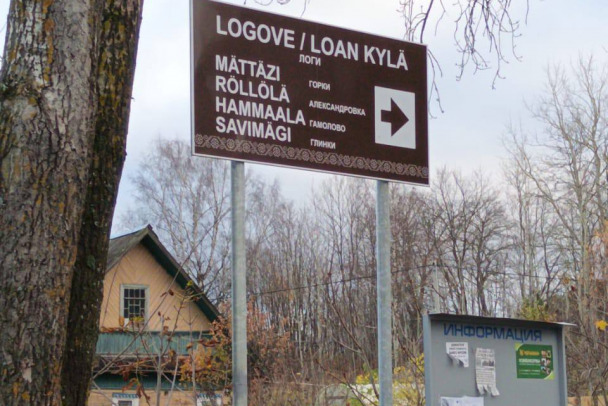 LOGOVE / LOAN KYLÄ
ЛОГИ
MÄTTÄZI ГОРКИ
RÖLLÖLÄ АЛЕКСАНДРОВКА
HAMMAALA ГАМОЛОВО
SAVIMÄGI ГЛИНКИ
ИНФОРМАЦИЯ